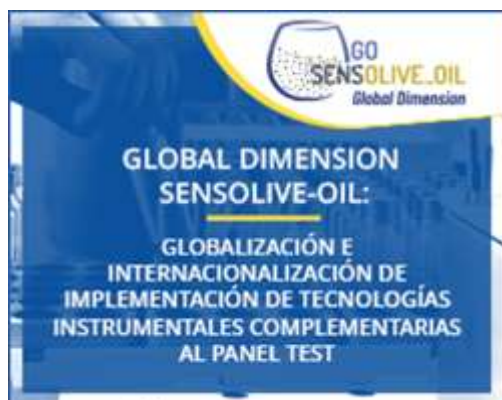 GO
SENSOLIVE_OIL
Global Dimension
GLOBAL DIMENSION
SENSOLIVE-OIL:
GLOBALIZACIÓN E
INTERNACIONALIZACIÓN DE
IMPLEMENTACIÓN DE TECNOLOGÍAS
INSTRUMENTALES COMPLEMENTARIAS
AL PANEL TEST